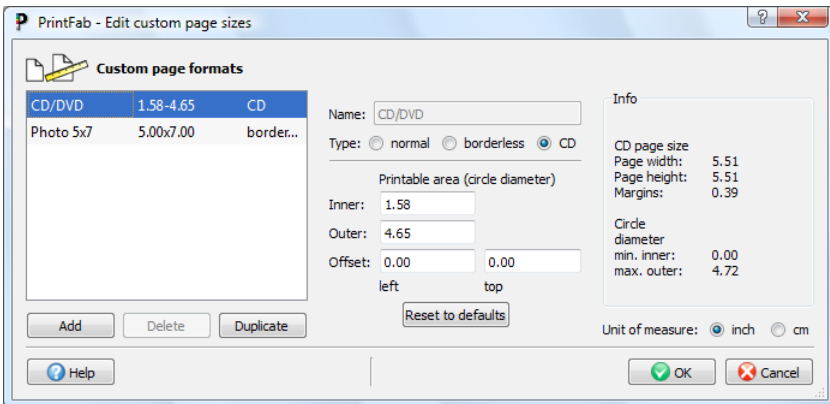 PrintFab - Edit custom page sizes
Custom page formats
CD/DVD 1.58-4.65 CD
Photo 5x7 5.00x7.00 border...
Add Delete Duplicate
Name: CD/DVD
Type: normal borderless CD
Printable area (circle diameter)
Inner: 1.58
Outer: 4.65
Offset: 0.00 0.00
left top
Reset to defaults
Info
CD page size
Page width: 5.51
Page height: 5.51
Margins: 0.39
Circle
diameter
min. inner: 0.00
max. outer: 4.72
Unit of measure: inch cm
Help OK Cancel